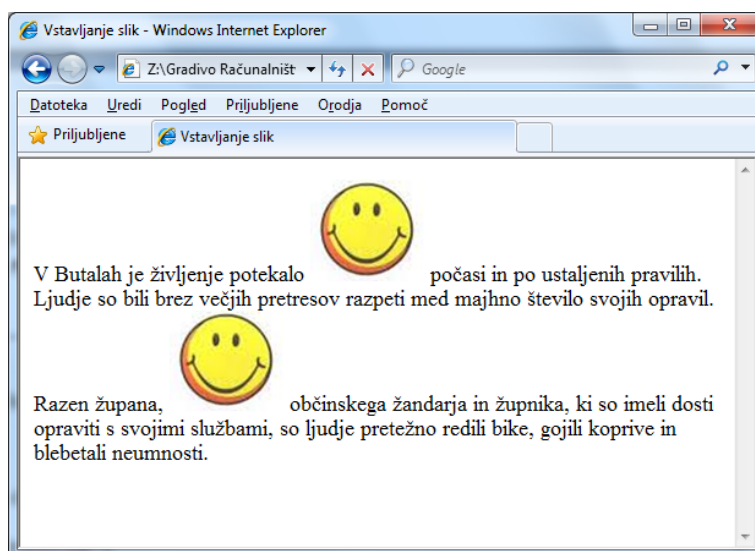 Vstavljanje slik - Windows Internet Explorer
Z:\Gradivo Računalništ
Google
Datoteka Uredi Pogled Priljubljene Orodja Pomoč
Priljubljene Vstavljanje slik
V Butalah je življenje potekalo počasi in po ustaljenih pravilih.
Ljudje so bili brez večjih pretresov razpeti med majhno število svojih opravil.
Razen župana, občinskega žandarja in župnika, ki so imeli dosti
opraviti s svojimi službami, so ljudje pretežno redili bike, gojili koprive in
blebetali neumnosti.